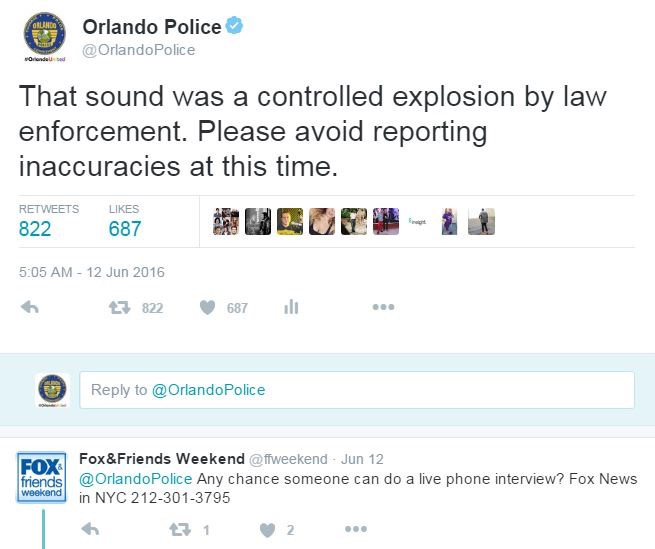 Orlando Police
@OrlandoPolice
That sound was a controlled explosion by law
enforcement. Please avoid reporting
inaccuracies at this time.
RETWEETS LIKES
822 687
5:05 AM - 12 Jun 2016
822 687
Reply to @OrlandoPolice
FOX&
friends
weekend
Fox&Friends Weekend @ffweekend · Jun 12
@OrlandoPolice Any chance someone can do a live phone interview? Fox News
in NYC 212-301-3795
1 2